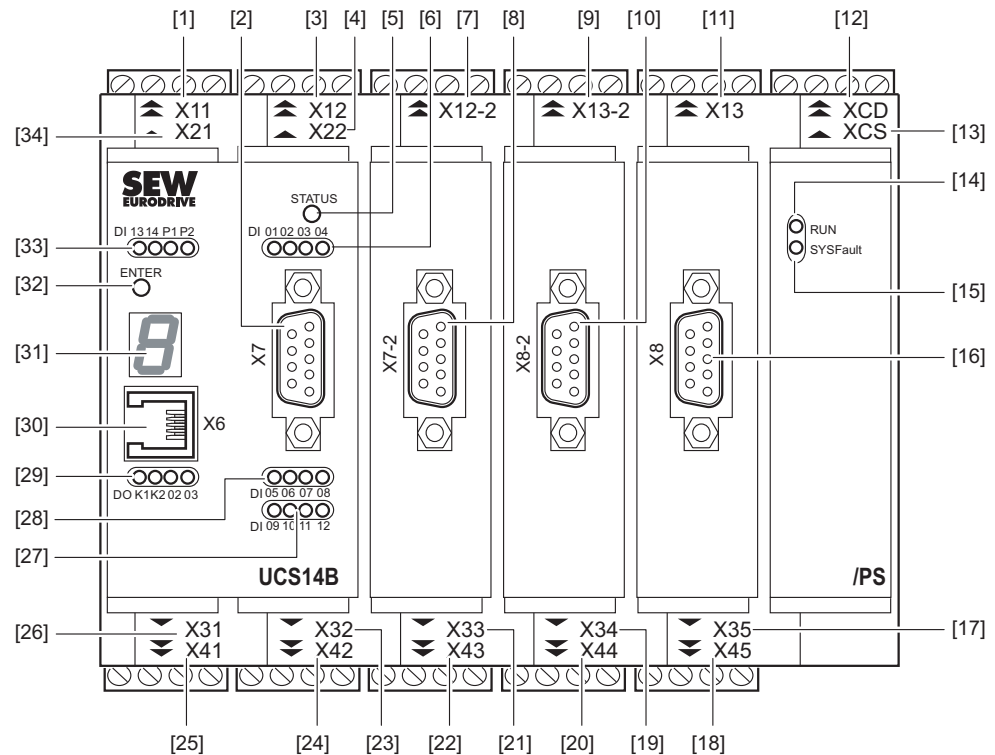 [1] [2] [3] [4] [5] [6] [7] [8] [9] [10] [11] [12]
X11 X12 X12-2 X13-2 X13 XCD
[34] X21 X22 XCS [13]
SEW
EURODRIVE
STATUS
[14]
RUN
SYSFault
[33] DI 13 14 P1 P2 DI 01 02 03 04
[32] ENTER
[15]
[31] 8 X7 X7-2 X8-2 X8 [16]
[30] X6
[29]
DO K1 K2 02 03 DI 05 06 07 08
[28]
DI 09 10 11 12
[27]
UCS14B /PS
[26] X31 X32 X33 X34 X35 [17]
X41 X42 X43 X44 X45
[25] [24] [23] [22] [21] [20] [19] [18]